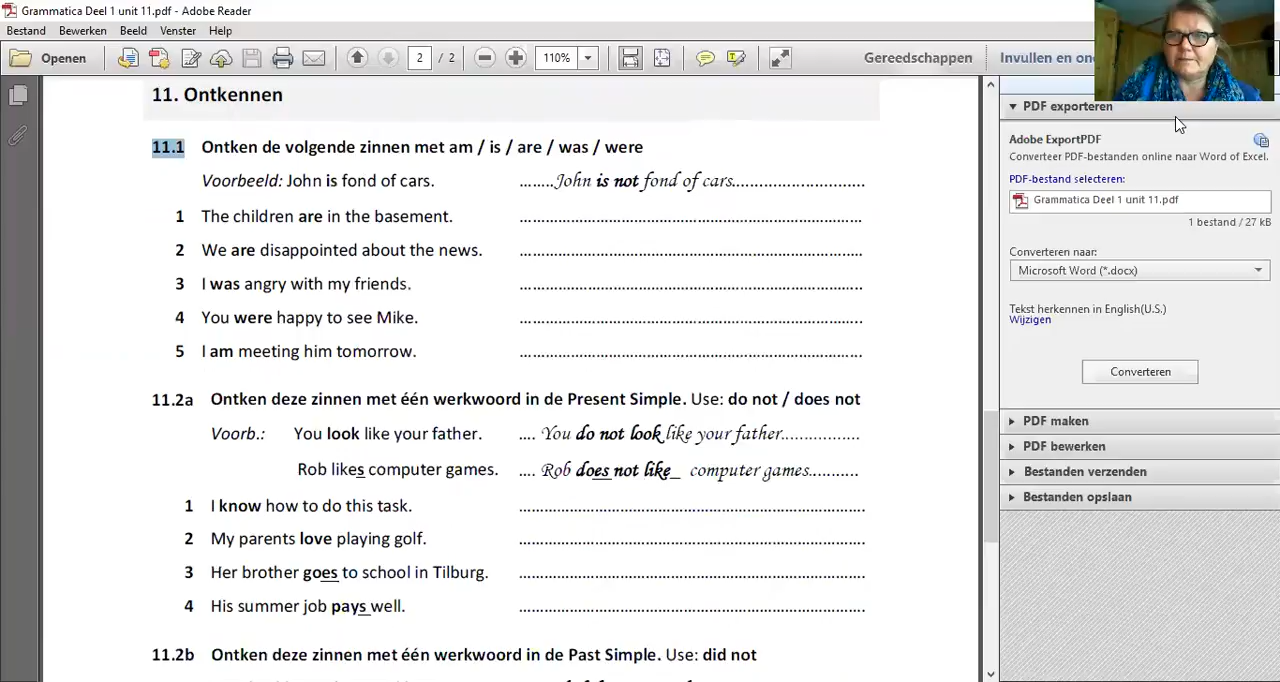 Grammatica Deel 1 unit 11.pdf - Adobe Reader
Bestand Bewerken Beeld Venster Help
Openen 2 / 2 110% Gereedschappen Invullen en
11. Ontkennen
11.1 Ontken de volgende zinnen met am / is / are / was / were
Voorbeeld: John is fond of cars. ........John is not fond of cars..............................
1 The children are in the basement. ................................................................................
2 We are disappointed about the news. ................................................................................
3 I was angry with my friends. ................................................................................
4 You were happy to see Mike. ................................................................................
5 I am meeting him tomorrow. ................................................................................
11.2a Ontken deze zinnen met één werkwoord in de Present Simple. Use: do not / does not
Voorb.: You look like your father. .... You do not look like your father..................
Rob likes computer games. .... Rob does not like_ computer games...........
1 I know how to do this task. ................................................................................
2 My parents love playing golf. ................................................................................
3 Her brother goes to school in Tilburg. ................................................................................
4 His summer job pays well. ................................................................................
11.2b Ontken deze zinnen met één werkwoord in de Past Simple. Use: did not
PDF exporteren
Adobe ExportPDF
Converteer PDF-bestanden online naar Word of Excel.
PDF-bestand selecteren:
Grammatica Deel 1 unit 11.pdf
1 bestand / 27 kB
Converteren naar:
Microsoft Word (*.docx)
Tekst herkennen in English(U.S.)
Wijzigen
Converteren
PDF maken
PDF bewerken
Bestanden verzenden
Bestanden opslaan